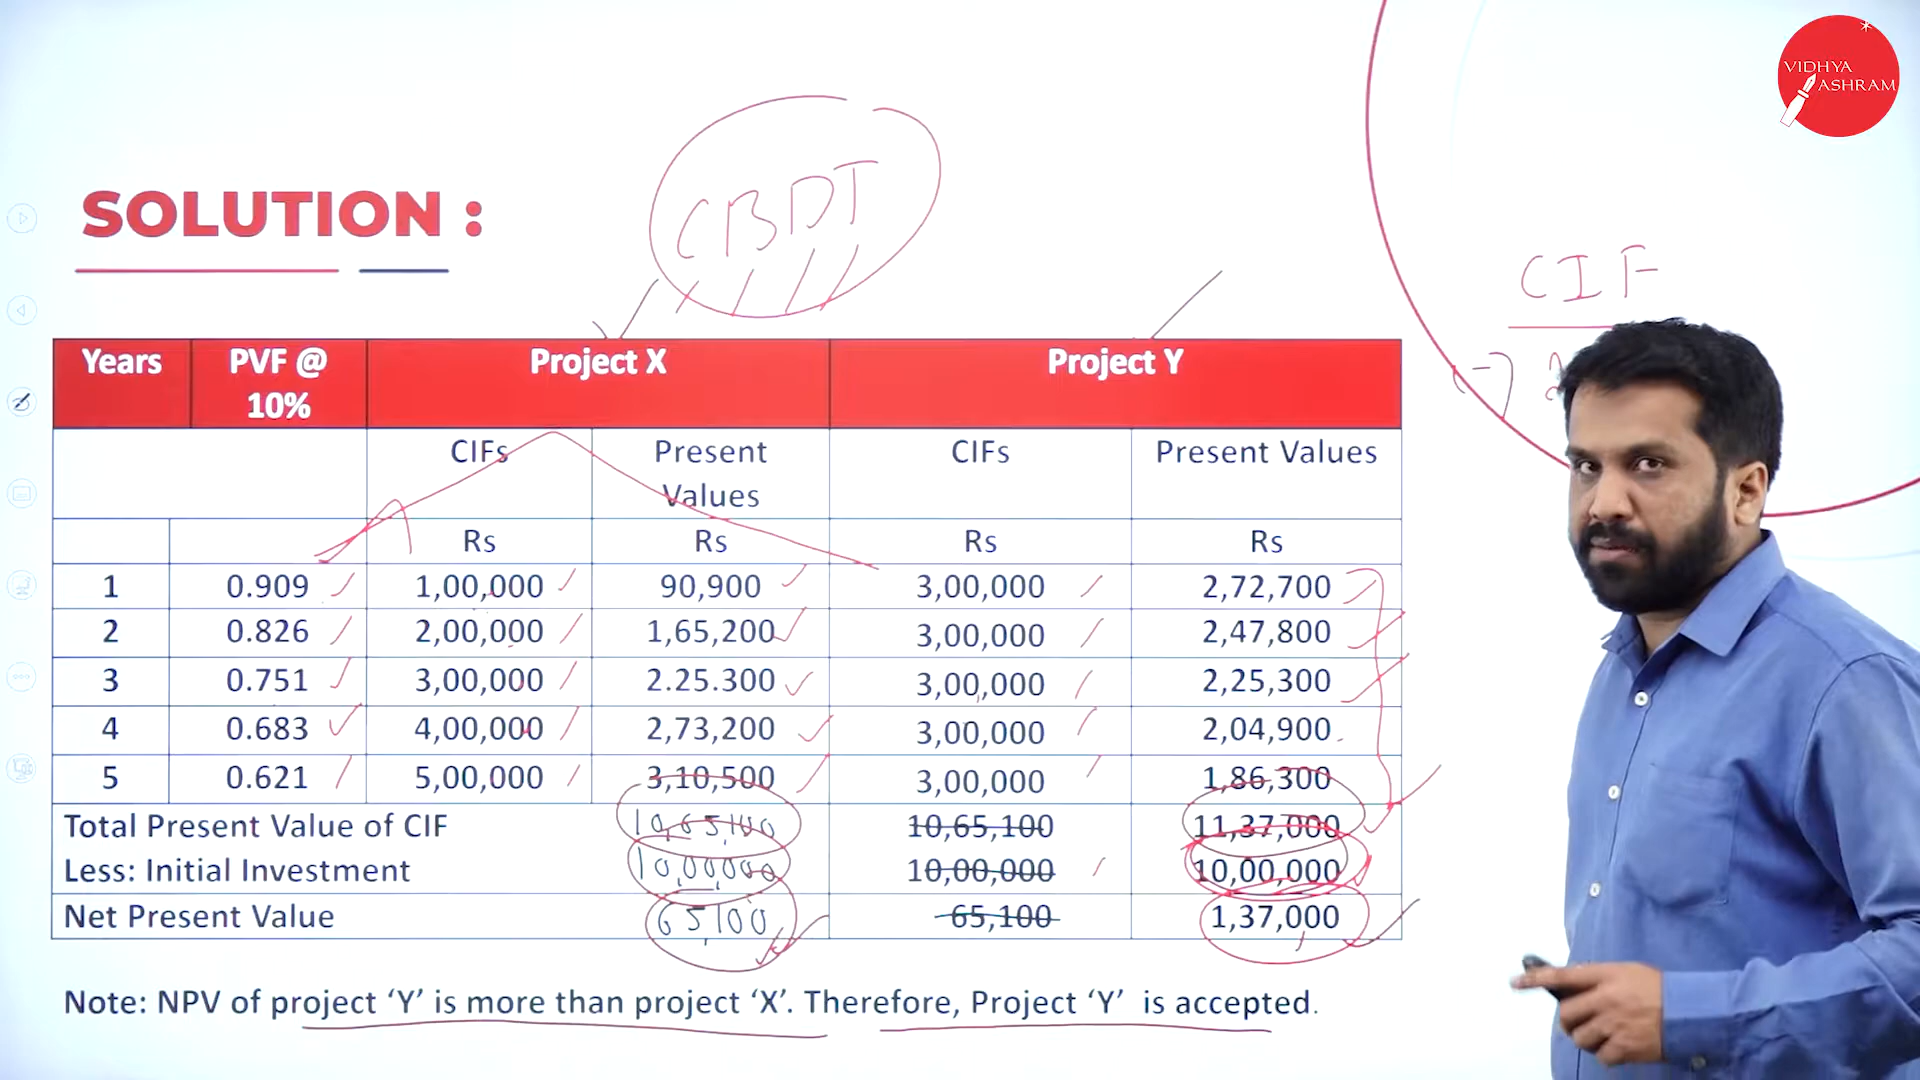 VIDHYA
ASHRAM
CBDT
SOLUTION :
CIF
(-)
Years PVF @ 10% Project X Project Y
CIFs Present Values CIFs Present Values
Rs Rs Rs Rs
1 0.909 1,00,000 90,900 3,00,000 2,72,700
2 0.826 2,00,000 1,65,200 3,00,000 2,47,800
3 0.751 3,00,000 2.25.300 3,00,000 2,25,300
4 0.683 4,00,000 2,73,200 3,00,000 2,04,900
5 0.621 5,00,000 3,10,500 3,00,000 1,86,300
Total Present Value of CIF 10,65,100 10,65,100 11,37,000
Less: Initial Investment 10,00,000 10,00,000 10,00,000
Net Present Value 65,100 65,100 1,37,000
Note: NPV of project ‘Y’ is more than project ‘X’. Therefore, Project ‘Y’ is accepted.